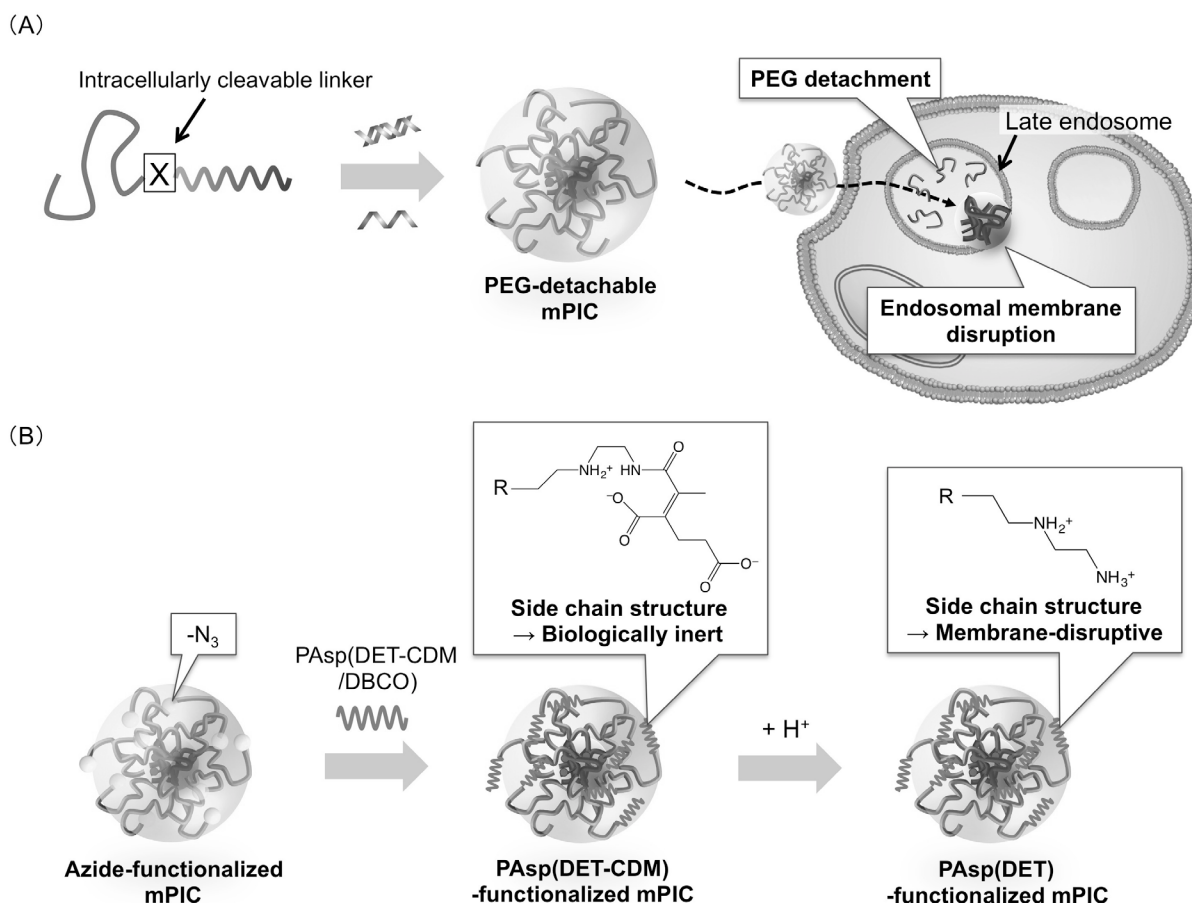 (A)
Intracellularly cleavable linker
X
PEG-detachable
mPIC
PEG detachment
Late endosome
Endosomal membrane
disruption
(B)
-N₃
Azide-functionalized
mPIC
PAsp(DET-CDM
/DBCO)
R
NH₂⁺
HN
O
⁻O
O
O
O⁻
Side chain structure
→ Biologically inert
PAsp(DET-CDM)
-functionalized mPIC
+ H⁺
R
NH₂⁺
NH₃⁺
Side chain structure
→ Membrane-disruptive
PAsp(DET)
-functionalized mPIC